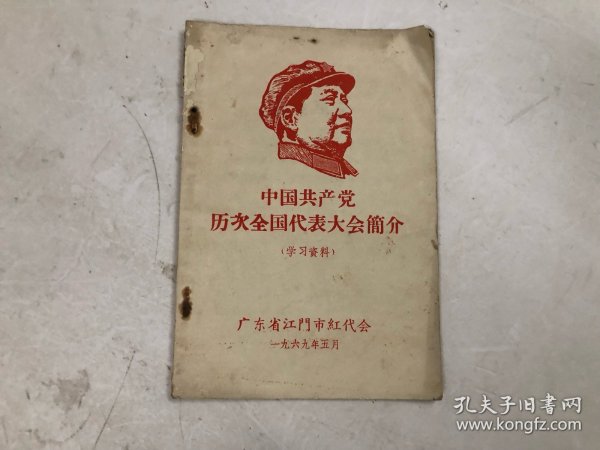 中国共产党
历次全国代表大会簡介
(学习资料)
广东省江門市紅代会
一九六九年五月
孔夫子旧書网
www.kongfz.com